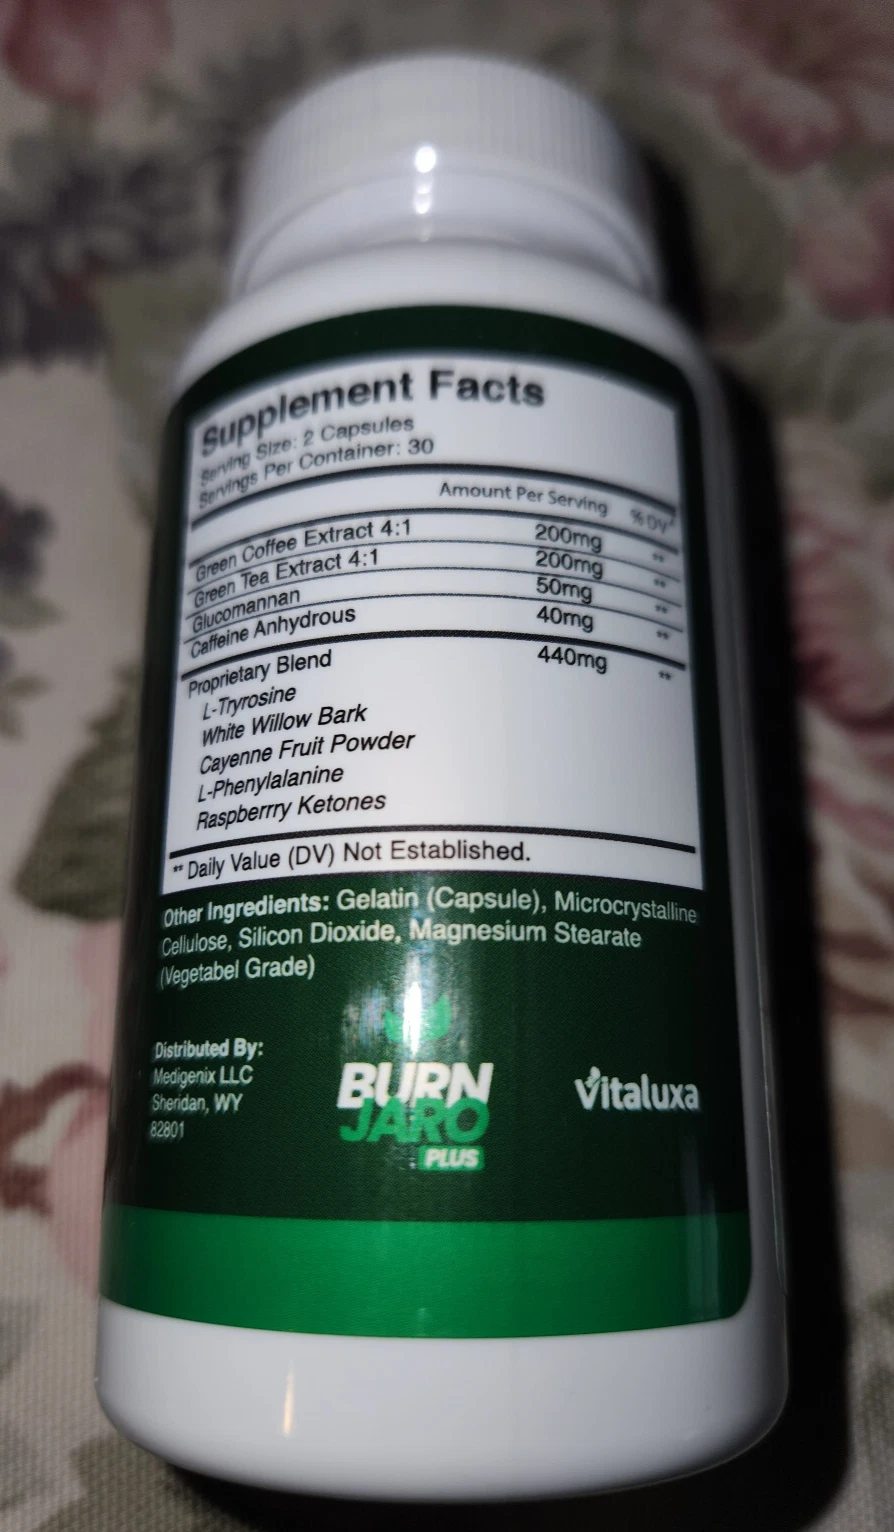 Supplement Facts
Serving Size: 2 Capsules
Servings Per Container: 30
Amount Per Serving % DV*
Green Coffee Extract 4:1 200mg **
Green Tea Extract 4:1 200mg **
Glucomannan 50mg **
Caffeine Anhydrous 40mg **
Proprietary Blend 440mg **
L-Tryrosine
White Willow Bark
Cayenne Fruit Powder
L-Phenylalanine
Raspberrry Ketones
** Daily Value (DV) Not Established.
Other Ingredients: Gelatin (Capsule), Microcrystalline
Cellulose, Silicon Dioxide, Magnesium Stearate
(Vegetabel Grade)
Distributed By:
Medigenix LLC
Sheridan, WY
82801
BURN
JARO
PLUS
Vitaluxa